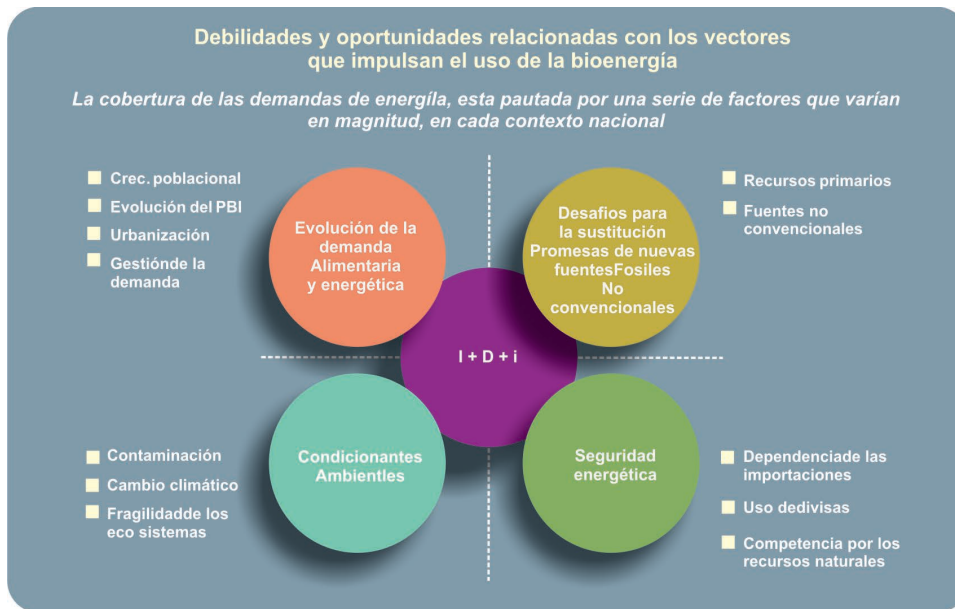 Debilidades y oportunidades relacionadas con los vectores
que impulsan el uso de la bioenergía
La cobertura de las demandas de energíla, esta pautada por una serie de factores que varían
en magnitud, en cada contexto nacional
Crec. poblacional
Evolución del PBI
Urbanización
Gestiónde la
demanda
Evolución de la
demanda
Alimentaria
y energética
Desafios para
la sustitución
Promesas de nuevas
fuentesFosiles
No
convencionales
Recursos primarios
Fuentes no
convencionales
I + D + i
Contaminación
Cambio climático
Fragilidadde los
eco sistemas
Condicionantes
Ambientles
Seguridad
energética
Dependenciade las
importaciones
Uso dedivisas
Competencia por los
recursos naturales